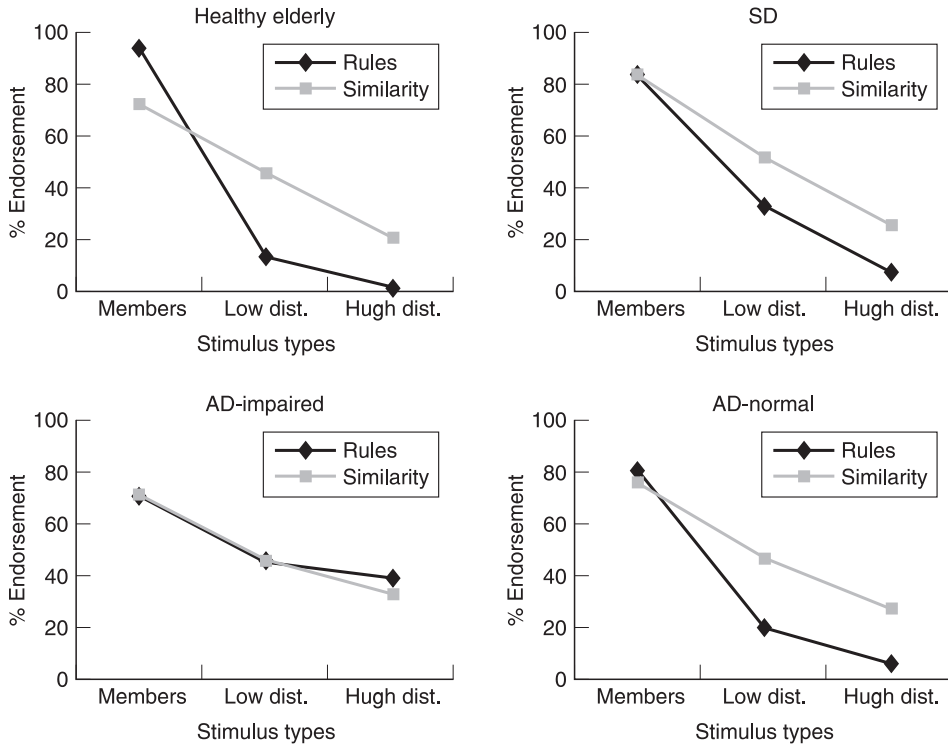 Healthy elderly
% Endorsement
100
80
60
40
20
0
Rules
Similarity
Members Low dist. Hugh dist.
Stimulus types
SD
% Endorsement
100
80
60
40
20
0
Rules
Similarity
Members Low dist. Hugh dist.
Stimulus types
AD-impaired
% Endorsement
100
80
60
40
20
0
Rules
Similarity
Members Low dist. Hugh dist.
Stimulus types
AD-normal
% Endorsement
100
80
60
40
20
0
Rules
Similarity
Members Low dist. Hugh dist.
Stimulus types